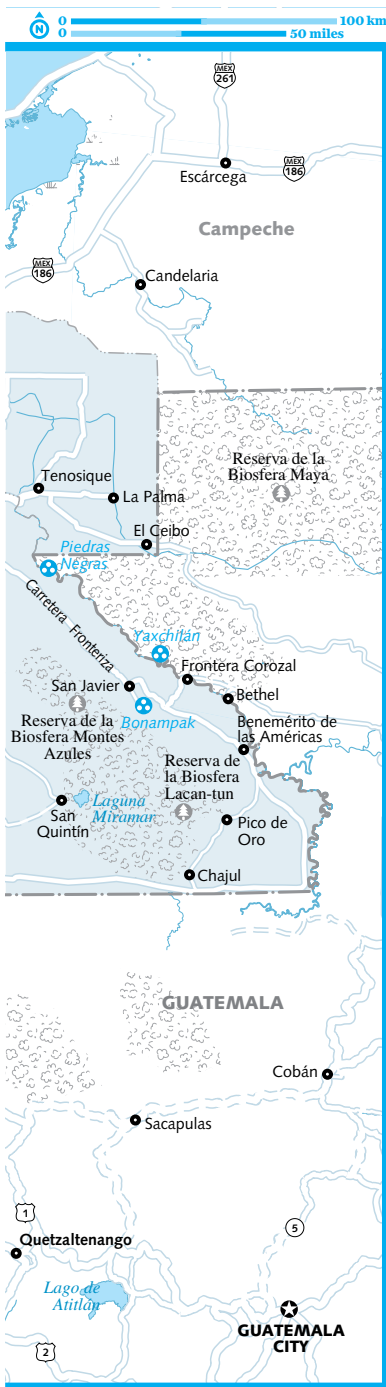 0
100 km
N
0
50 miles
MEX
261
Escárcega
MEX
186
Campeche
MEX
186
Candelaria
Reserva de la
Biosfera Maya
Tenosique
La Palma
El Ceibo
Piedras
Negras
Carretera Fronteriza
Yaxchilán
Frontera Corozal
San Javier
Bethel
Bonampak
Reserva de la
Biosfera Montes
Azules
Benemérito de
las Américas
Reserva de
la Biosfera
Lacan-tun
Laguna
Miramar
San
Quintín
Pico de
Oro
Chajul
GUATEMALA
Cobán
Sacapulas
1
5
Quetzaltenango
Lago de
Atitlán
GUATEMALA
CITY
2